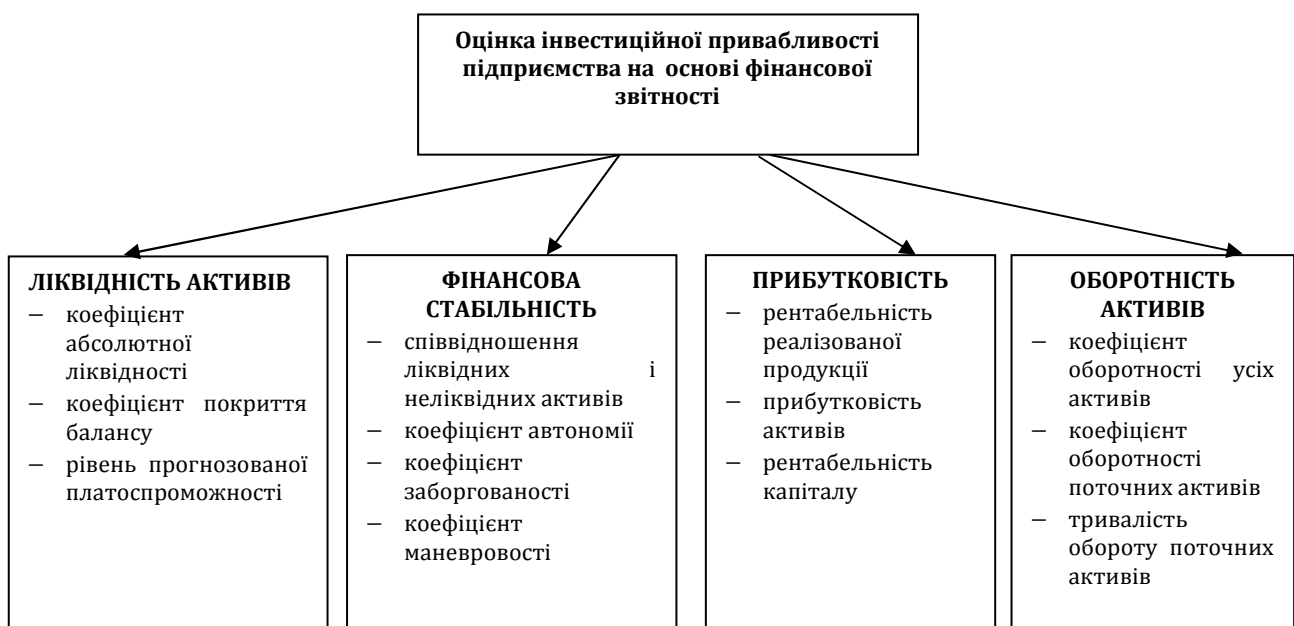 Оцінка інвестиційної привабливості
підприємства на основі фінансової
звітності
ЛІКВІДНІСТЬ АКТИВІВ
– коефіцієнт
абсолютної
ліквідності
– коефіцієнт покриття
балансу
– рівень прогнозованої
платоспроможності
ФІНАНСОВА
СТАБІЛЬНІСТЬ
– співвідношення
ліквідних і
неліквідних активів
– коефіцієнт автономії
– коефіцієнт
заборгованості
– коефіцієнт
маневровості
ПРИБУТКОВІСТЬ
– рентабельність
реалізованої
продукції
– прибутковість
активів
– рентабельність
капіталу
ОБОРОТНІСТЬ
АКТИВІВ
– коефіцієнт
оборотності усіх
активів
– коефіцієнт
оборотності
поточних активів
– тривалість
обороту поточних
активів